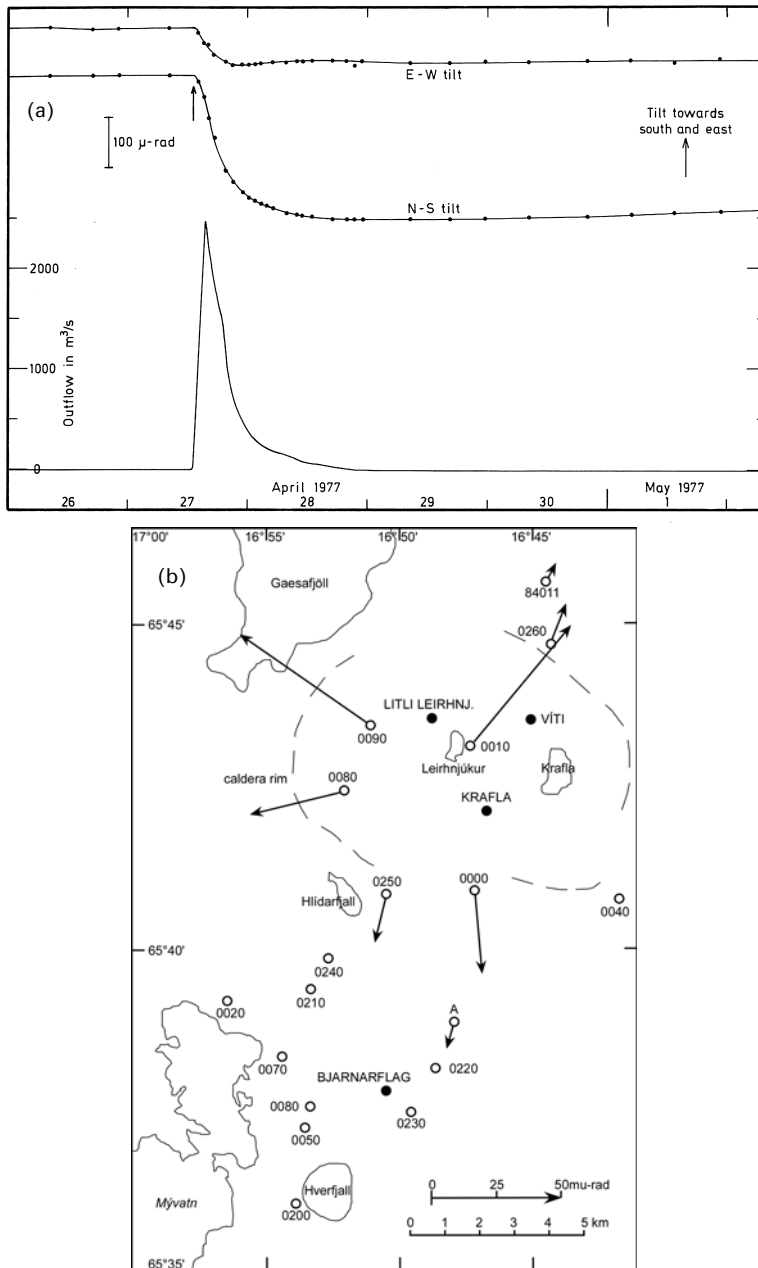 E-W tilt
(a)
100 µ-rad
Tilt towards
south and east
N-S tilt
2000
1000
0
Outflow in m³/s
April 1977
May 1977
26
27
28
29
30
1
17°00'
16°55'
16°50'
16°45'
(b)
Gaesafjöll
84011
65°45'
0260
LITLI LEIRHNJ.
VÍTI
0090
0010
Leirhnjúkur
Krafla
0080
caldera rim
KRAFLA
0250
0000
Hlídarfjall
0040
65°40'
0240
0210
0020
A
0070
0220
BJARNARFLAG
0080
0230
0050
Hverfjall
0 25 50mu-rad
Mývatn
0200
0 1 2 3 4 5 km
65°35'